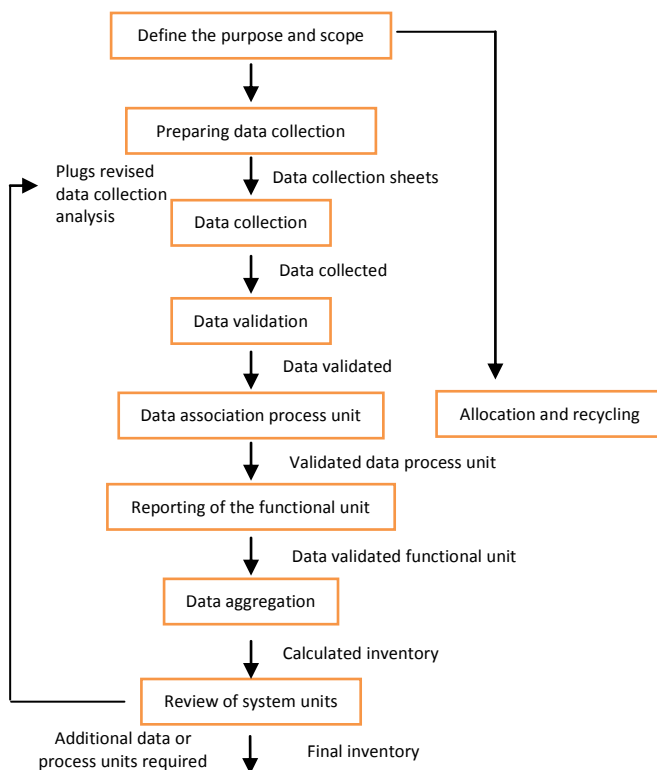 Define the purpose and scope
Preparing data collection
Plugs revised
data collection
analysis
Data collection sheets
Data collection
Data collected
Data validation
Data validated
Data association process unit
Allocation and recycling
Validated data process unit
Reporting of the functional unit
Data validated functional unit
Data aggregation
Calculated inventory
Review of system units
Additional data or
process units required
Final inventory